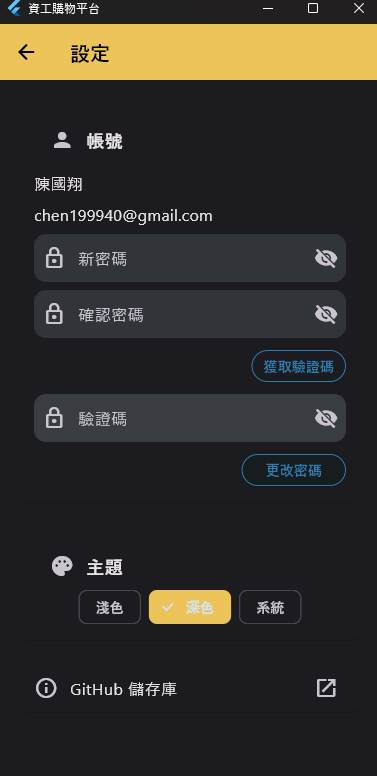 資工購物平台
設定
帳號
陳國翔
chen199940@gmail.com
新密碼
確認密碼
獲取驗證碼
驗證碼
更改密碼
主題
淺色 深色 系統
GitHub 儲存庫